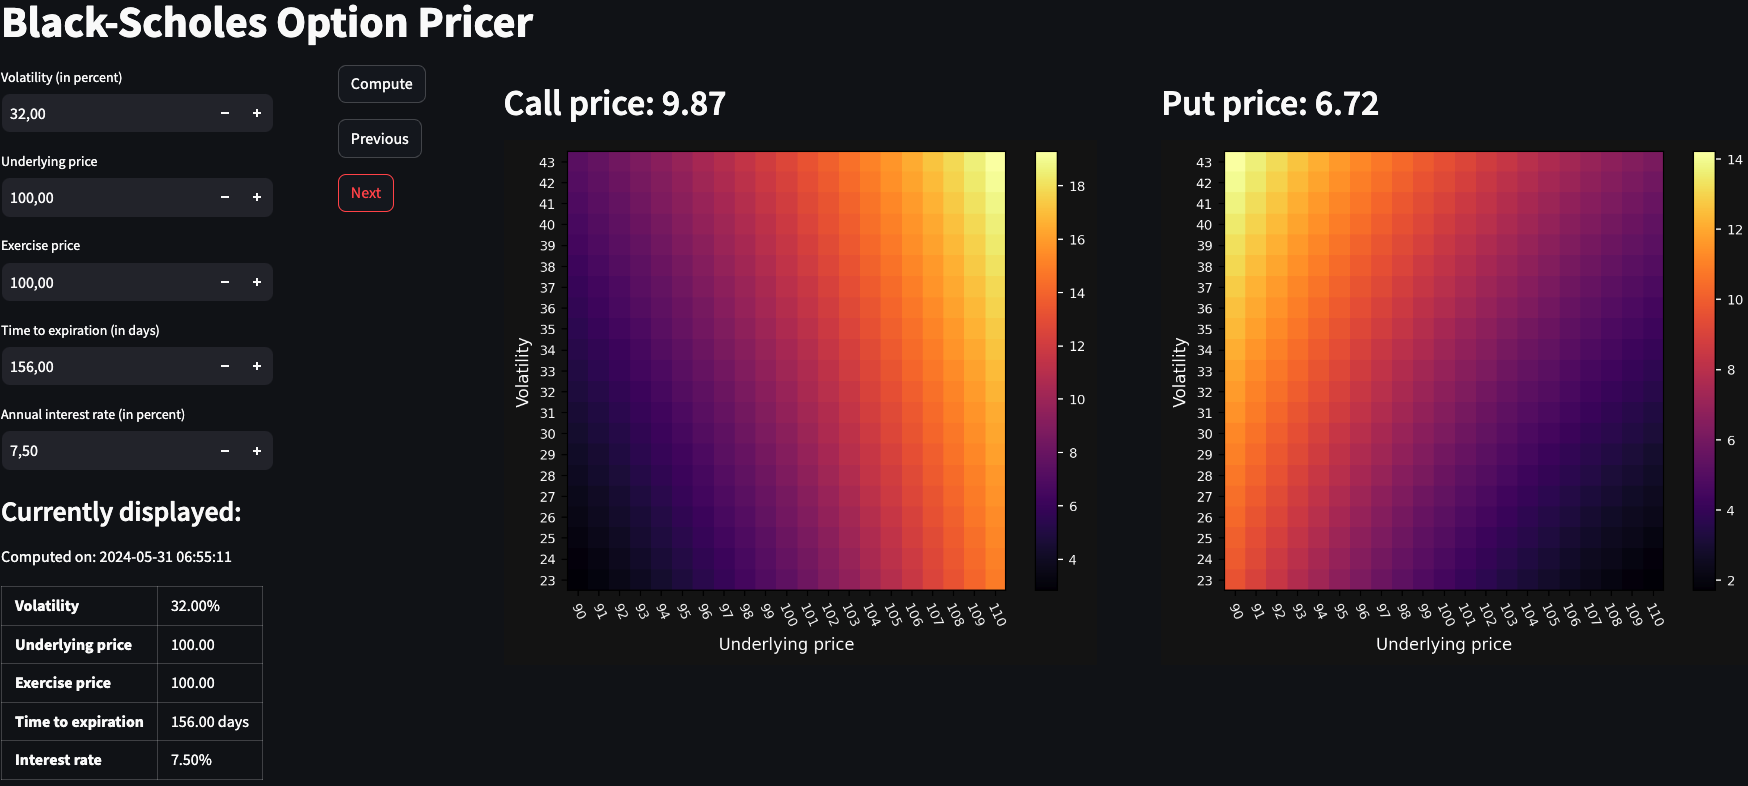 Black-Scholes Option Pricer
Volatility (in percent)
32,00
− +
Underlying price
100,00
− +
Exercise price
100,00
− +
Time to expiration (in days)
156,00
− +
Annual interest rate (in percent)
7,50
− +
Currently displayed:
Computed on: 2024-05-31 06:55:11
Volatility 32.00%
Underlying price 100.00
Exercise price 100.00
Time to expiration 156.00 days
Interest rate 7.50%
Compute
Previous
Next
Call price: 9.87
Volatility
43
42
41
40
39
38
37
36
35
34
33
32
31
30
29
28
27
26
25
24
23
90 91 92 93 94 95 96 97 98 99 100 101 102 103 104 105 106 107 108 109 110
Underlying price
18
16
14
12
10
8
6
4
Put price: 6.72
Volatility
43
42
41
40
39
38
37
36
35
34
33
32
31
30
29
28
27
26
25
24
23
90 91 92 93 94 95 96 97 98 99 100 101 102 103 104 105 106 107 108 109 110
Underlying price
14
12
10
8
6
4
2